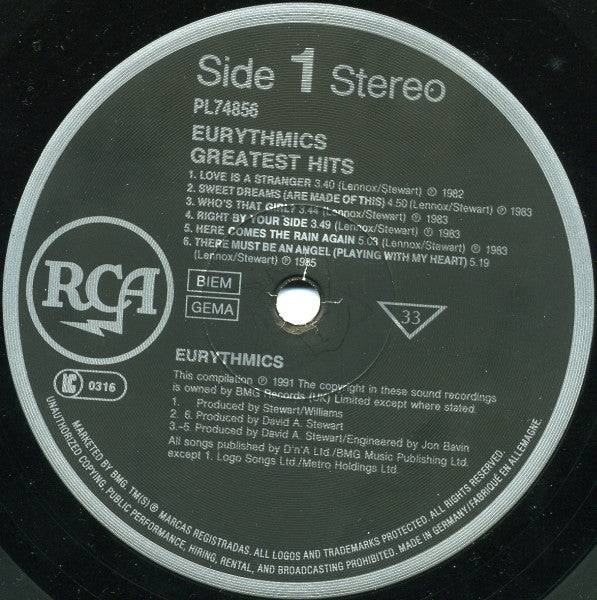 Side 1 Stereo
PL74856
EURYTHMICS
GREATEST HITS
1. LOVE IS A STRANGER 3.40 (Lennox/Stewart) ℗ 1982
2. SWEET DREAMS (ARE MADE OF THIS) 4.50 (Lennox/Stewart) ℗ 1983
3. WHO'S THAT GIRL? 3.44 (Lennox/Stewart) ℗ 1983
4. RIGHT BY YOUR SIDE 3.49 (Lennox/Stewart) ℗ 1983
5. HERE COMES THE RAIN AGAIN 5.03 (Lennox/Stewart) ℗ 1983
6. THERE MUST BE AN ANGEL (PLAYING WITH MY HEART) 5.19
(Lennox/Stewart) ℗ 1985
RCA
BIEM
GEMA
33
EURYTHMICS
LC 0316
This compilation ℗ 1991 The copyright in these sound recordings
is owned by BMG Records (UK) Limited except where stated.
1. Produced by Stewart/Williams
2. 6. Produced by David A. Stewart
3.-5. Produced by David A. Stewart/Engineered by Jon Bavin
All songs published by D'n'A Ltd./BMG Music Publishing Ltd.
except 1. Logo Songs Ltd./Metro Holdings Ltd.
MARKETED BY BMG. TM(S)® MARCAS REGISTRADAS. ALL LOGOS AND TRADEMARKS PROTECTED. ALL RIGHTS RESERVED.
UNAUTHORIZED COPYING, PUBLIC PERFORMANCE, HIRING, RENTAL, AND BROADCASTING PROHIBITED. MADE IN GERMANY/FABRIQUÉ EN ALLEMAGNE